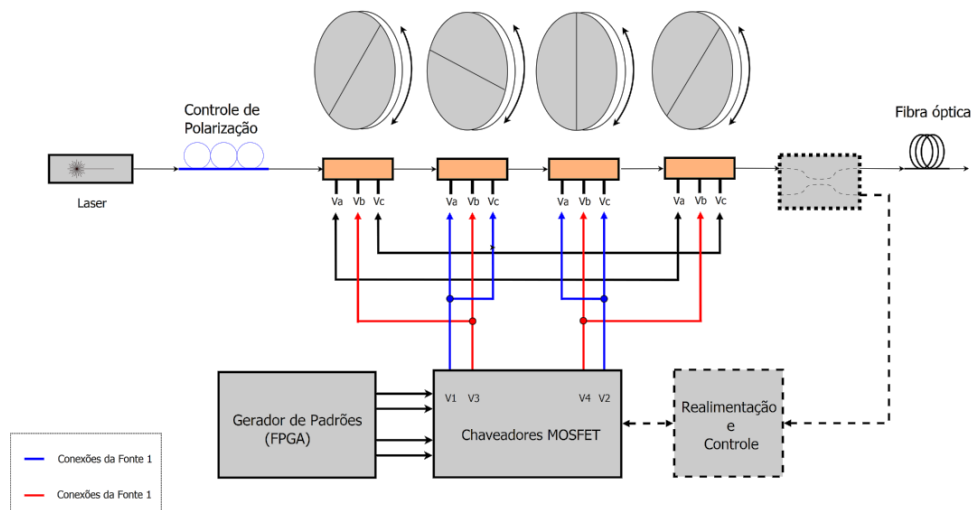 Controle de
Polarização
Fibra óptica
Laser
Va Vb Vc
Va Vb Vc
Va Vb Vc
Va Vb Vc
V1 V3
V4 V2
Gerador de Padrões
(FPGA)
Chaveadores MOSFET
Realimentação
e
Controle
Conexões da Fonte 1
Conexões da Fonte 1